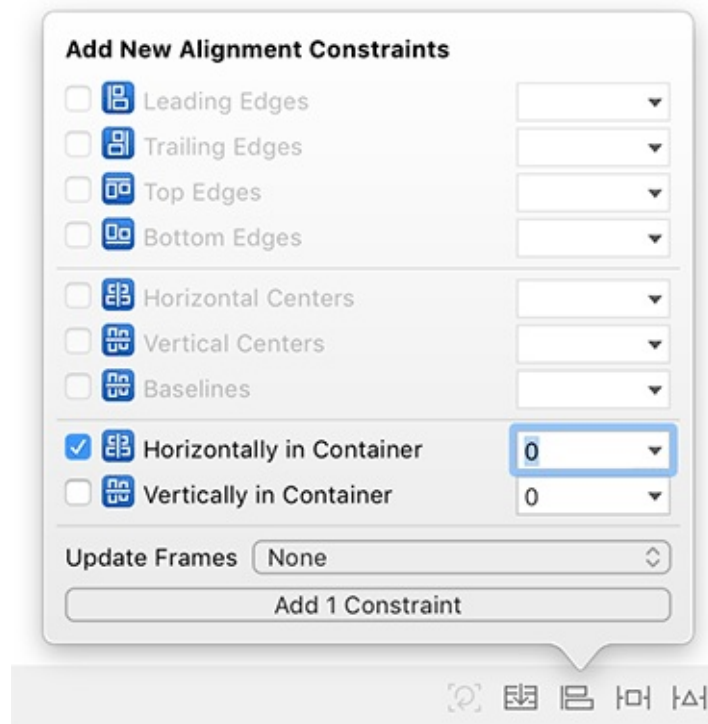 Add New Alignment Constraints
Leading Edges
Trailing Edges
Top Edges
Bottom Edges
Horizontal Centers
Vertical Centers
Baselines
Horizontally in Container 0
Vertically in Container 0
Update Frames None
Add 1 Constraint